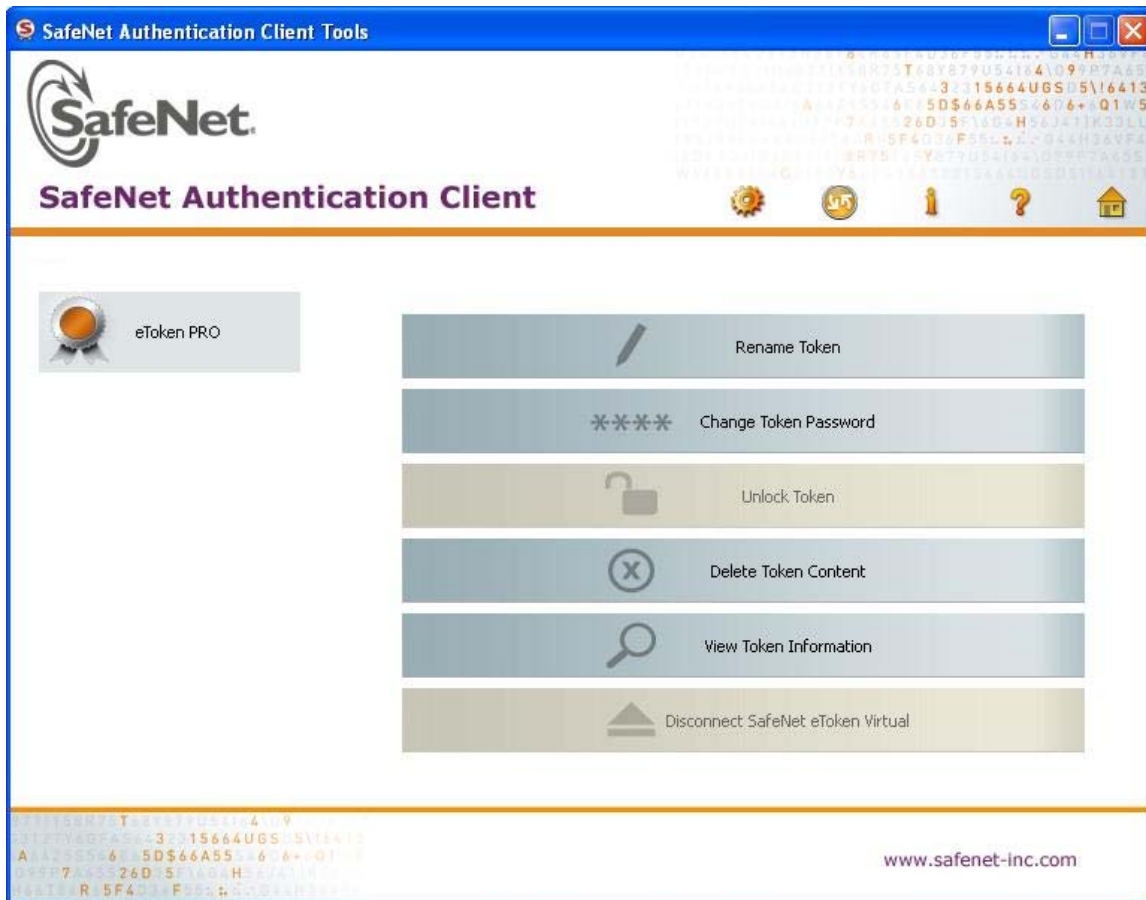 SafeNet Authentication Client Tools
SafeNet.
SafeNet Authentication Client
eToken PRO
Rename Token
**** Change Token Password
Unlock Token
Delete Token Content
View Token Information
Disconnect SafeNet eToken Virtual
www.safenet-inc.com